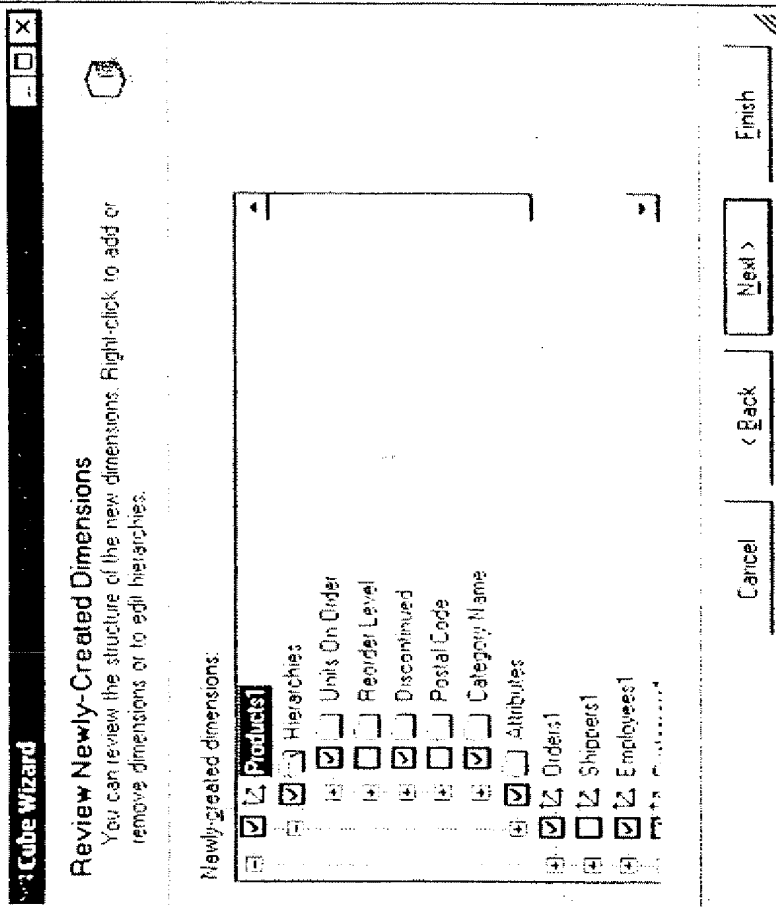 Cube Wizard
Review Newly-Created Dimensions
You can review the structure of the new dimensions. Right-click to add or
remove dimensions or to edit hierarchies.
Newly-created dimensions:
Products1
Hierarchies
Units On Order
Reorder Level
Discontinued
Postal Code
Category Name
Attributes
Orders1
Shippers1
Employees1
Cancel
< Back
Next >
Finish